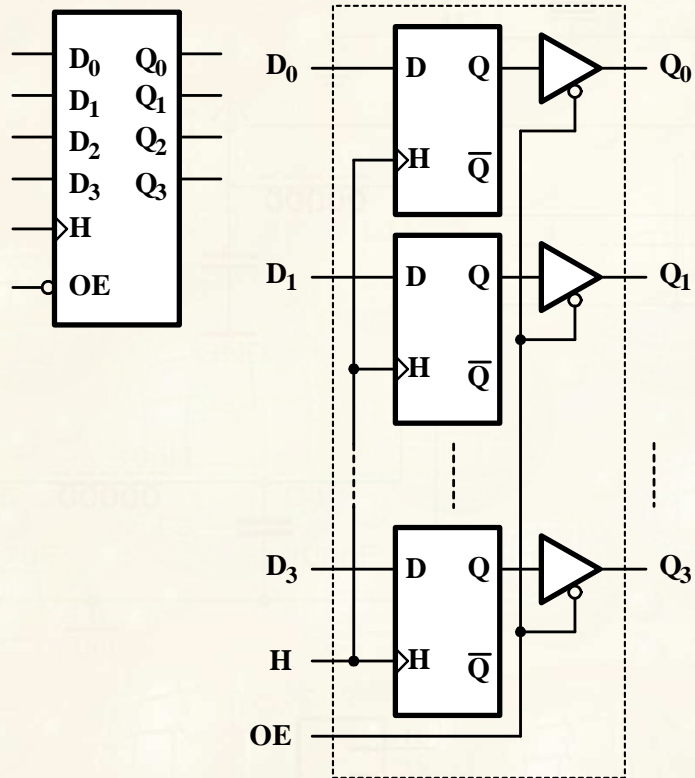 D₀ Q₀
D₁ Q₁
D₂ Q₂
D₃ Q₃
H
OE
D₀ D Q Q₀
H Q̅
D₁ D Q Q₁
H Q̅
D₃ D Q Q₃
H H Q̅
OE